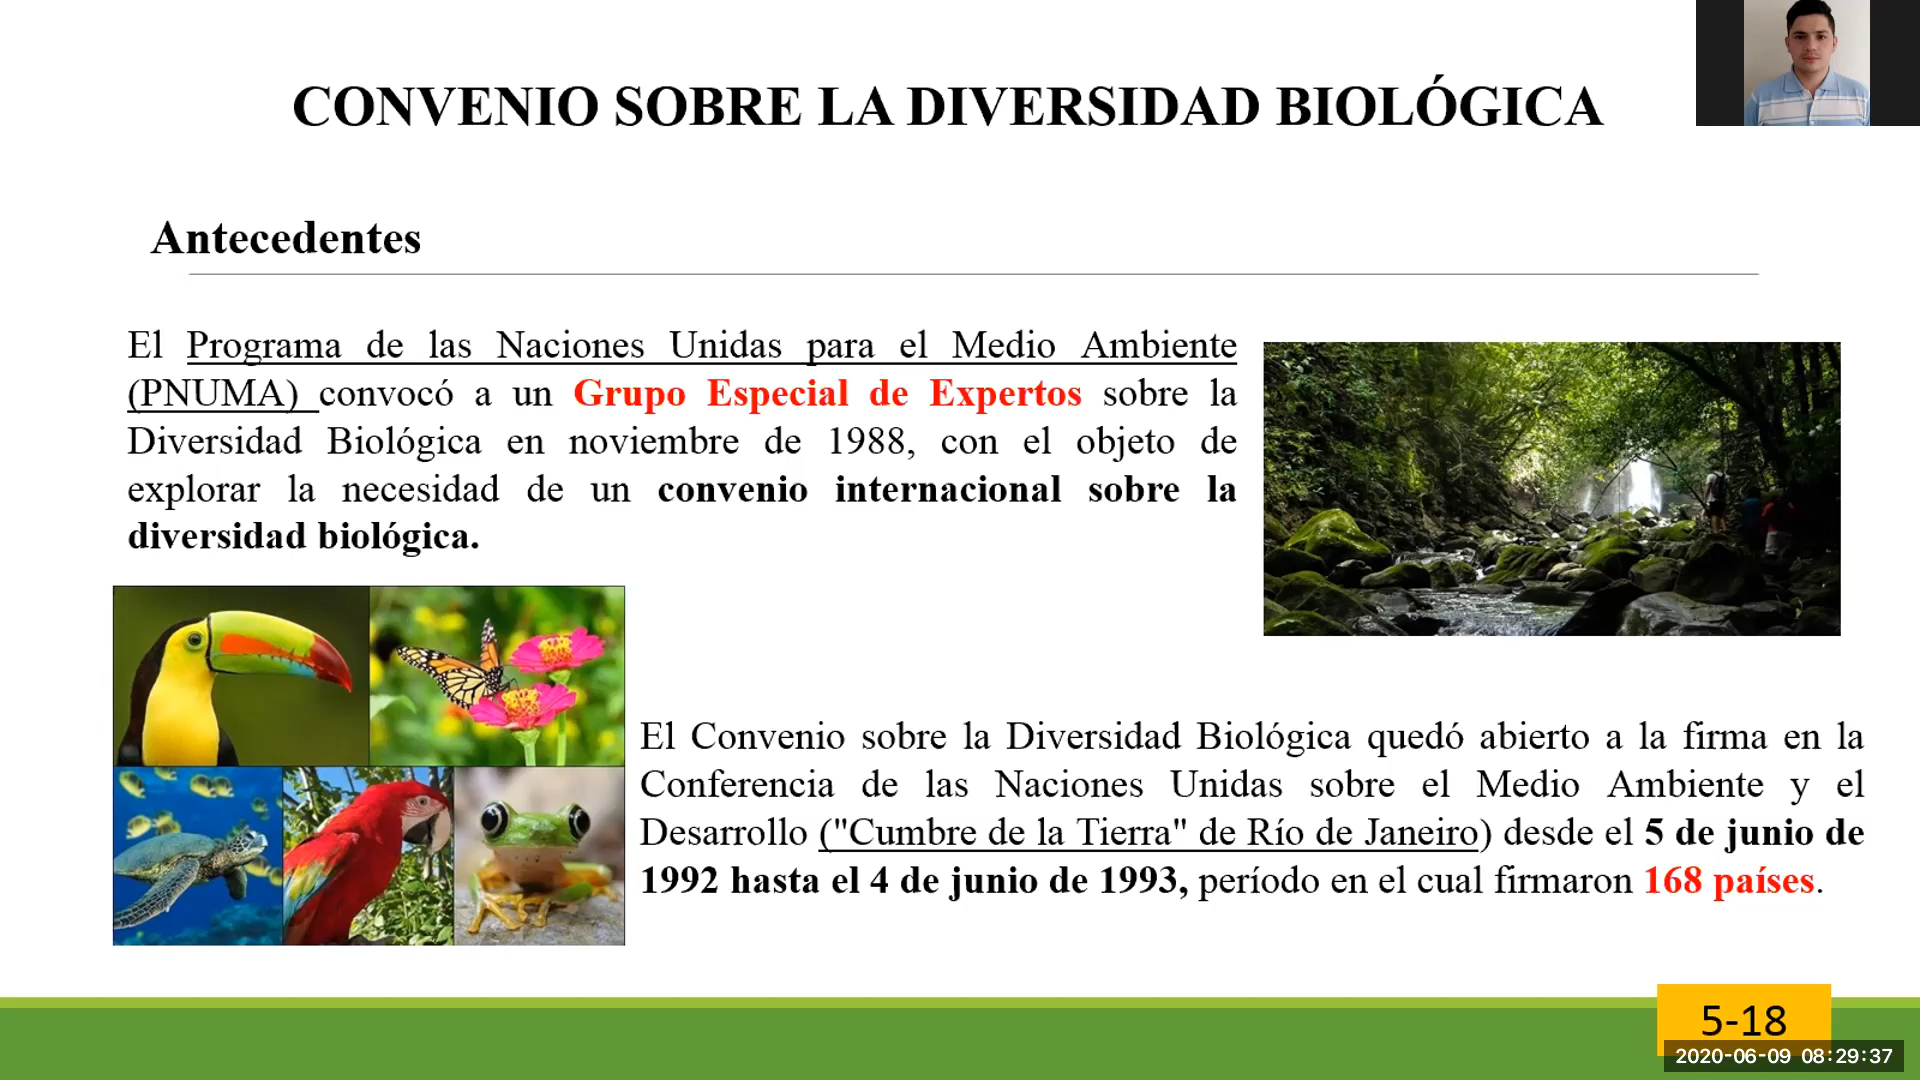 CONVENIO SOBRE LA DIVERSIDAD BIOLÓGICA
Antecedentes
El Programa de las Naciones Unidas para el Medio Ambiente
(PNUMA) convocó a un Grupo Especial de Expertos sobre la
Diversidad Biológica en noviembre de 1988, con el objeto de
explorar la necesidad de un convenio internacional sobre la
diversidad biológica.
El Convenio sobre la Diversidad Biológica quedó abierto a la firma en la
Conferencia de las Naciones Unidas sobre el Medio Ambiente y el
Desarrollo ("Cumbre de la Tierra" de Río de Janeiro) desde el 5 de junio de
1992 hasta el 4 de junio de 1993, período en el cual firmaron 168 países.
5-18
2020-06-09 08:29:37